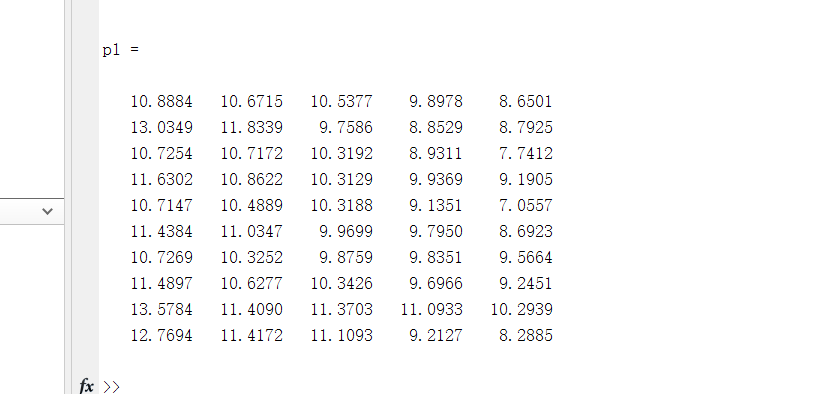 p1 =
10.8884 10.6715 10.5377 9.8978 8.6501
13.0349 11.8339 9.7586 8.8529 8.7925
10.7254 10.7172 10.3192 8.9311 7.7412
11.6302 10.8622 10.3129 9.9369 9.1905
10.7147 10.4889 10.3188 9.1351 7.0557
11.4384 11.0347 9.9699 9.7950 8.6923
10.7269 10.3252 9.8759 9.8351 9.5664
11.4897 10.6277 10.3426 9.6966 9.2451
13.5784 11.4090 11.3703 11.0933 10.2939
12.7694 11.4172 11.1093 9.2127 8.2885
fx >>